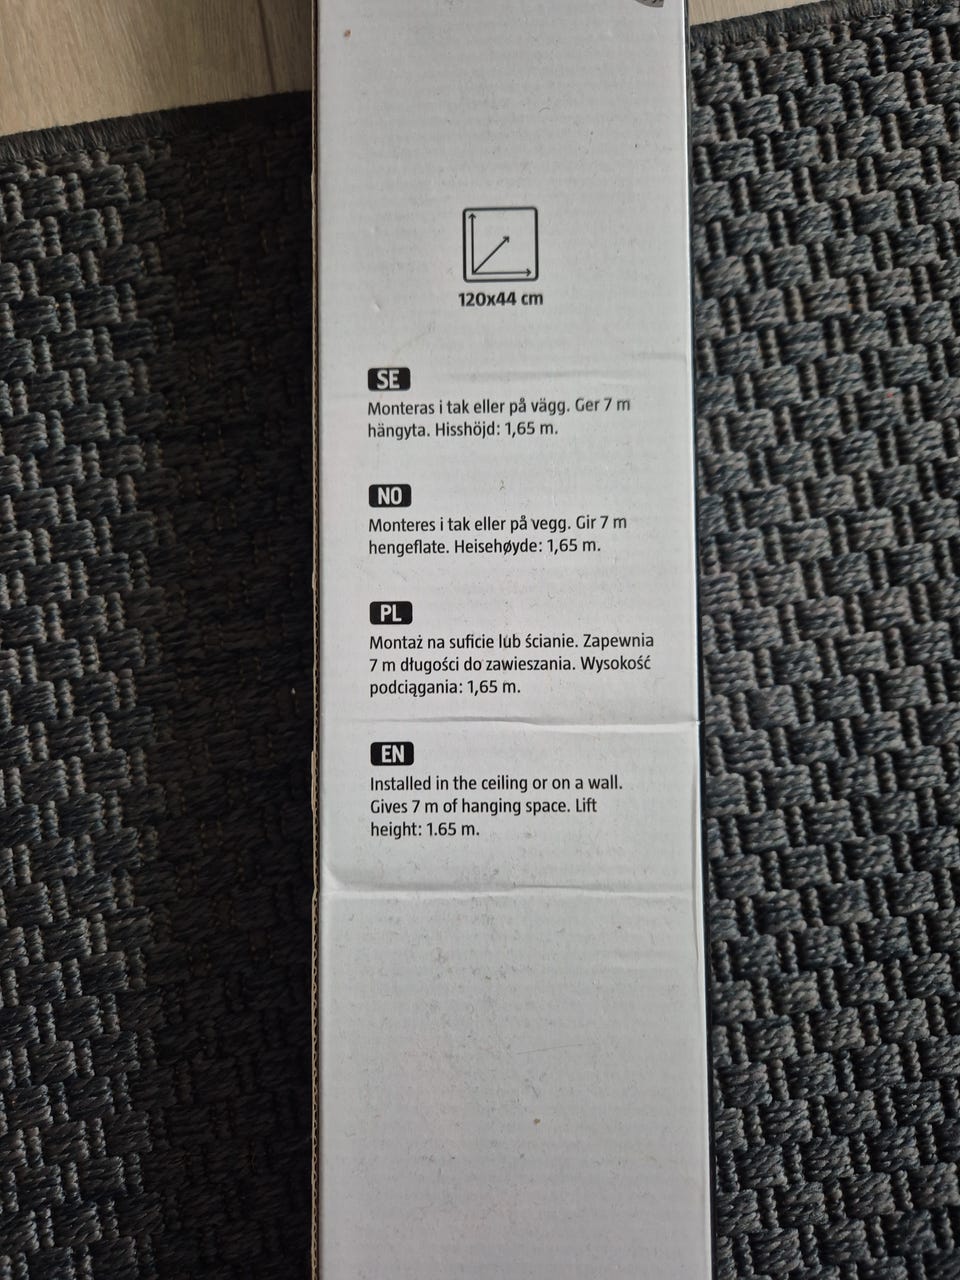 120x44 cm
SE
Monteras i tak eller på vägg. Ger 7 m
hängyta. Hisshöjd: 1,65 m.
NO
Monteres i tak eller på vegg. Gir 7 m
hengeflate. Heisehøyde: 1,65 m.
PL
Montaż na suficie lub ścianie. Zapewnia
7 m długości do zawieszania. Wysokość
podciągania: 1,65 m.
EN
Installed in the ceiling or on a wall.
Gives 7 m of hanging space. Lift
height: 1.65 m.